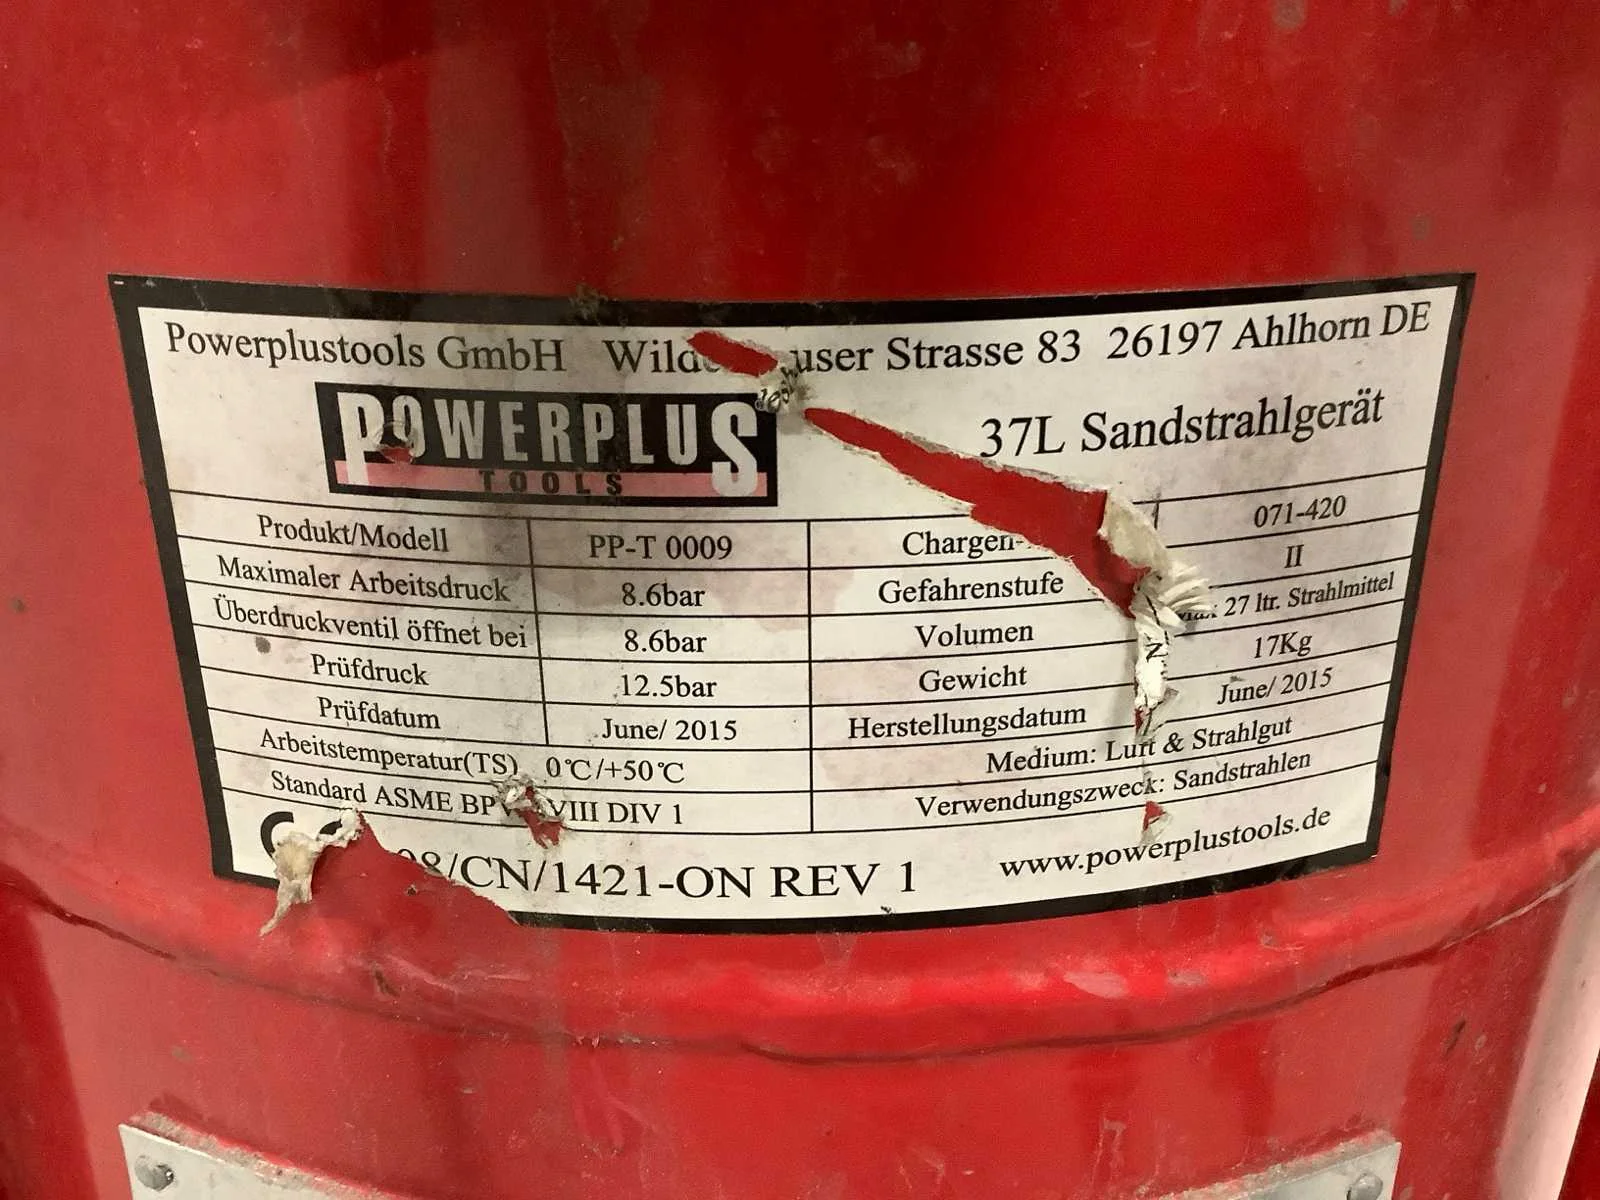 Powerplustools GmbH user Strasse 83 26197 Ahlhorn DE
POWERPLUS
TOOLS
37L Sandstrahlgerät
Produkt/Modell PP-T 0009 Chargen- 071-420
Maximaler Arbeitsdruck 8.6bar Gefahrenstufe II
Überdruckventil öffnet bei 8.6bar Volumen 27 ltr. Strahlmittel
Prüfdruck 12.5bar Gewicht 17Kg
Prüfdatum June/ 2015 Herstellungsdatum June/ 2015
Arbeitstemperatur(TS) 0℃/+50℃ Medium: Luft & Strahlgut
Standard ASME VIII DIV 1 Verwendungszweck: Sandstrahlen
CE 08/CN/1421-ON REV 1 www.powerplustools.de